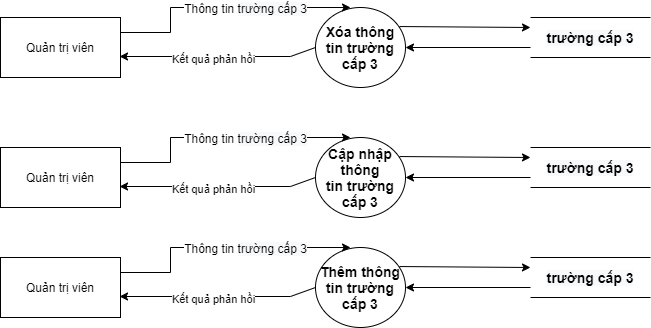 Thông tin trường cấp 3
Quản trị viên
Xóa thông
tin trường
cấp 3
trường cấp 3
Kết quả phản hồi
Thông tin trường cấp 3
Quản trị viên
Cập nhập
thông
tin trường
cấp 3
trường cấp 3
Kết quả phản hồi
Thông tin trường cấp 3
Quản trị viên
Thêm thông
tin trường
cấp 3
trường cấp 3
Kết quả phản hồi